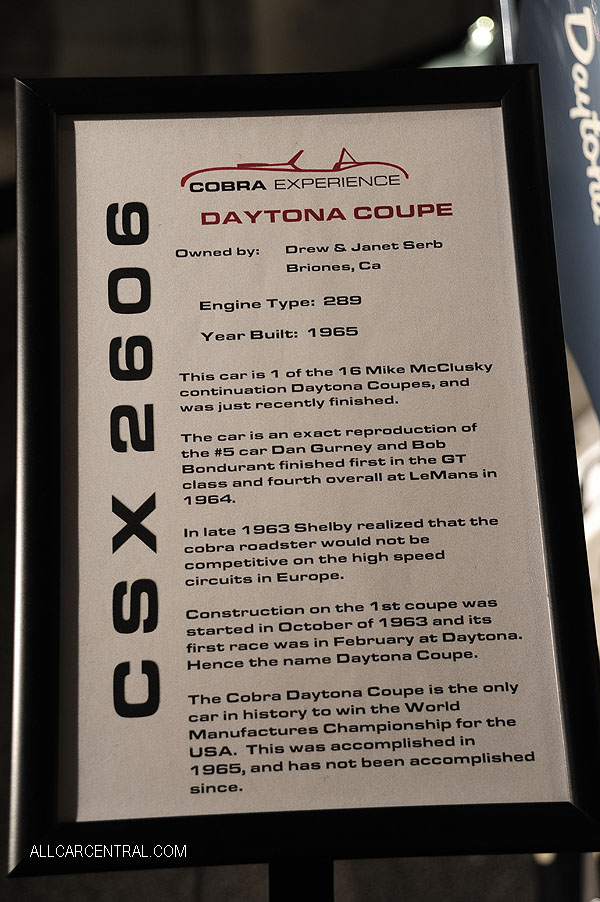 Daytona
COBRA EXPERIENCE
DAYTONA COUPE
CSX 2606
Owned by: Drew & Janet Serb
Briones, Ca
Engine Type: 289
Year Built: 1965
This car is 1 of the 16 Mike McClusky
continuation Daytona Coupes, and
was just recently finished.
The car is an exact reproduction of
the #5 car Dan Gurney and Bob
Bondurant finished first in the GT
class and fourth overall at LeMans in
1964.
In late 1963 Shelby realized that the
cobra roadster would not be
competitive on the high speed
circuits in Europe.
Construction on the 1st coupe was
started in October of 1963 and its
first race was in February at Daytona.
Hence the name Daytona Coupe.
The Cobra Daytona Coupe is the only
car in history to win the World
Manufactures Championship for the
USA. This was accomplished in
1965, and has not been accomplished
since.
ALLCARCENTRAL.COM